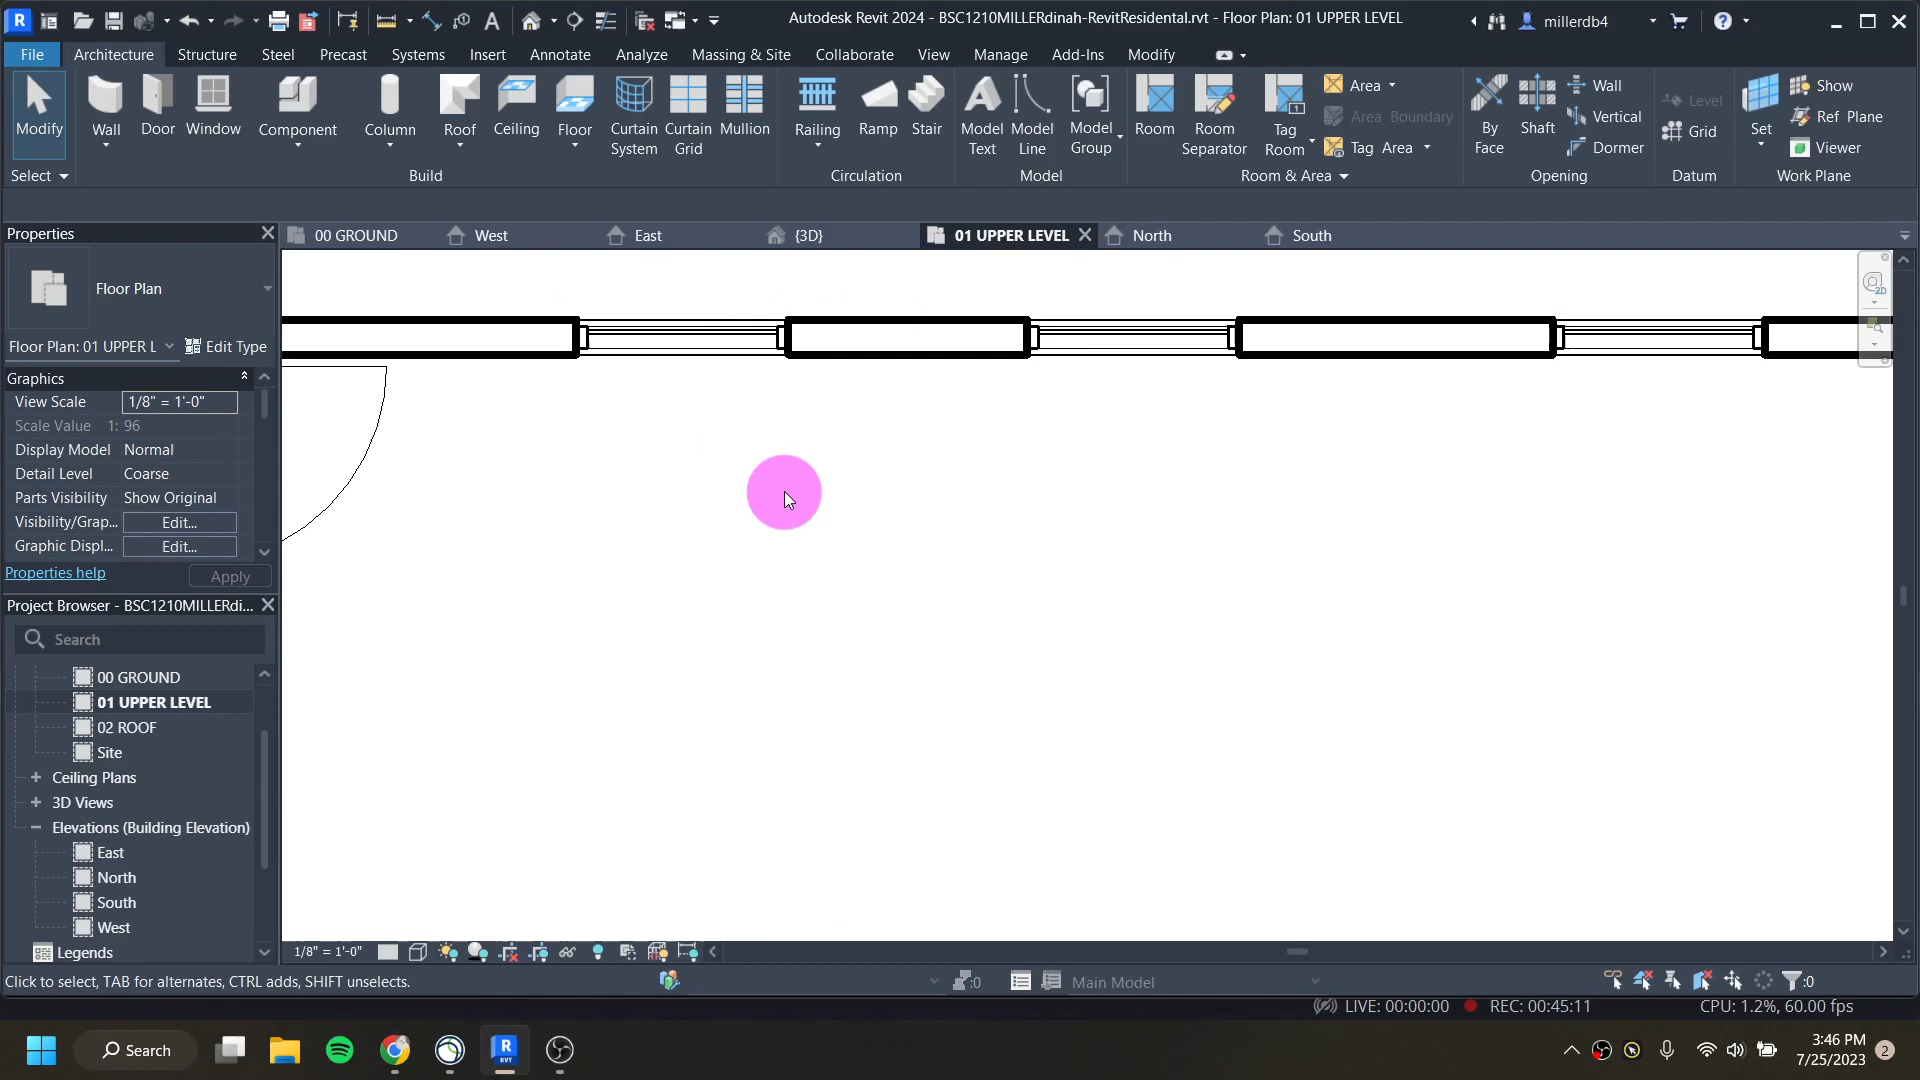 Autodesk Revit 2024 - BSC1210MILLERdinah-RevitResidental.rvt - Floor Plan: 01 UPPER LEVEL
millerdb4
File Architecture Structure Steel Precast Systems Insert Annotate Analyze Massing & Site Collaborate View Manage Add-Ins Modify
Modify
Wall
Door
Window
Component
Column
Roof
Ceiling
Floor
Curtain System
Curtain Grid
Mullion
Railing
Ramp
Stair
Model Text
Model Line
Model Group
Room
Room Separator
Tag Room
Area
Area Boundary
Tag Area
By Face
Shaft
Wall
Vertical
Dormer
Level
Grid
Set
Show
Ref Plane
Viewer
Select
Build
Circulation
Model
Room & Area
Opening
Datum
Work Plane
Properties
00 GROUND
West
East
{3D}
01 UPPER LEVEL
North
South
2D
Floor Plan
Floor Plan: 01 UPPER L
Edit Type
Graphics
View Scale 1/8" = 1'-0"
Scale Value 1: 96
Display Model Normal
Detail Level Coarse
Parts Visibility Show Original
Visibility/Grap... Edit...
Graphic Displ... Edit...
Properties help
Apply
Project Browser - BSC1210MILLERdi...
Search
00 GROUND
01 UPPER LEVEL
02 ROOF
Site
Ceiling Plans
3D Views
Elevations (Building Elevation)
East
North
South
West
Legends
1/8" = 1'-0"
Click to select, TAB for alternates, CTRL adds, SHIFT unselects.
:0
Main Model
:0
LIVE: 00:00:00
REC: 00:45:11
CPU: 1.2%, 60.00 fps
Search
3:46 PM
7/25/2023
2